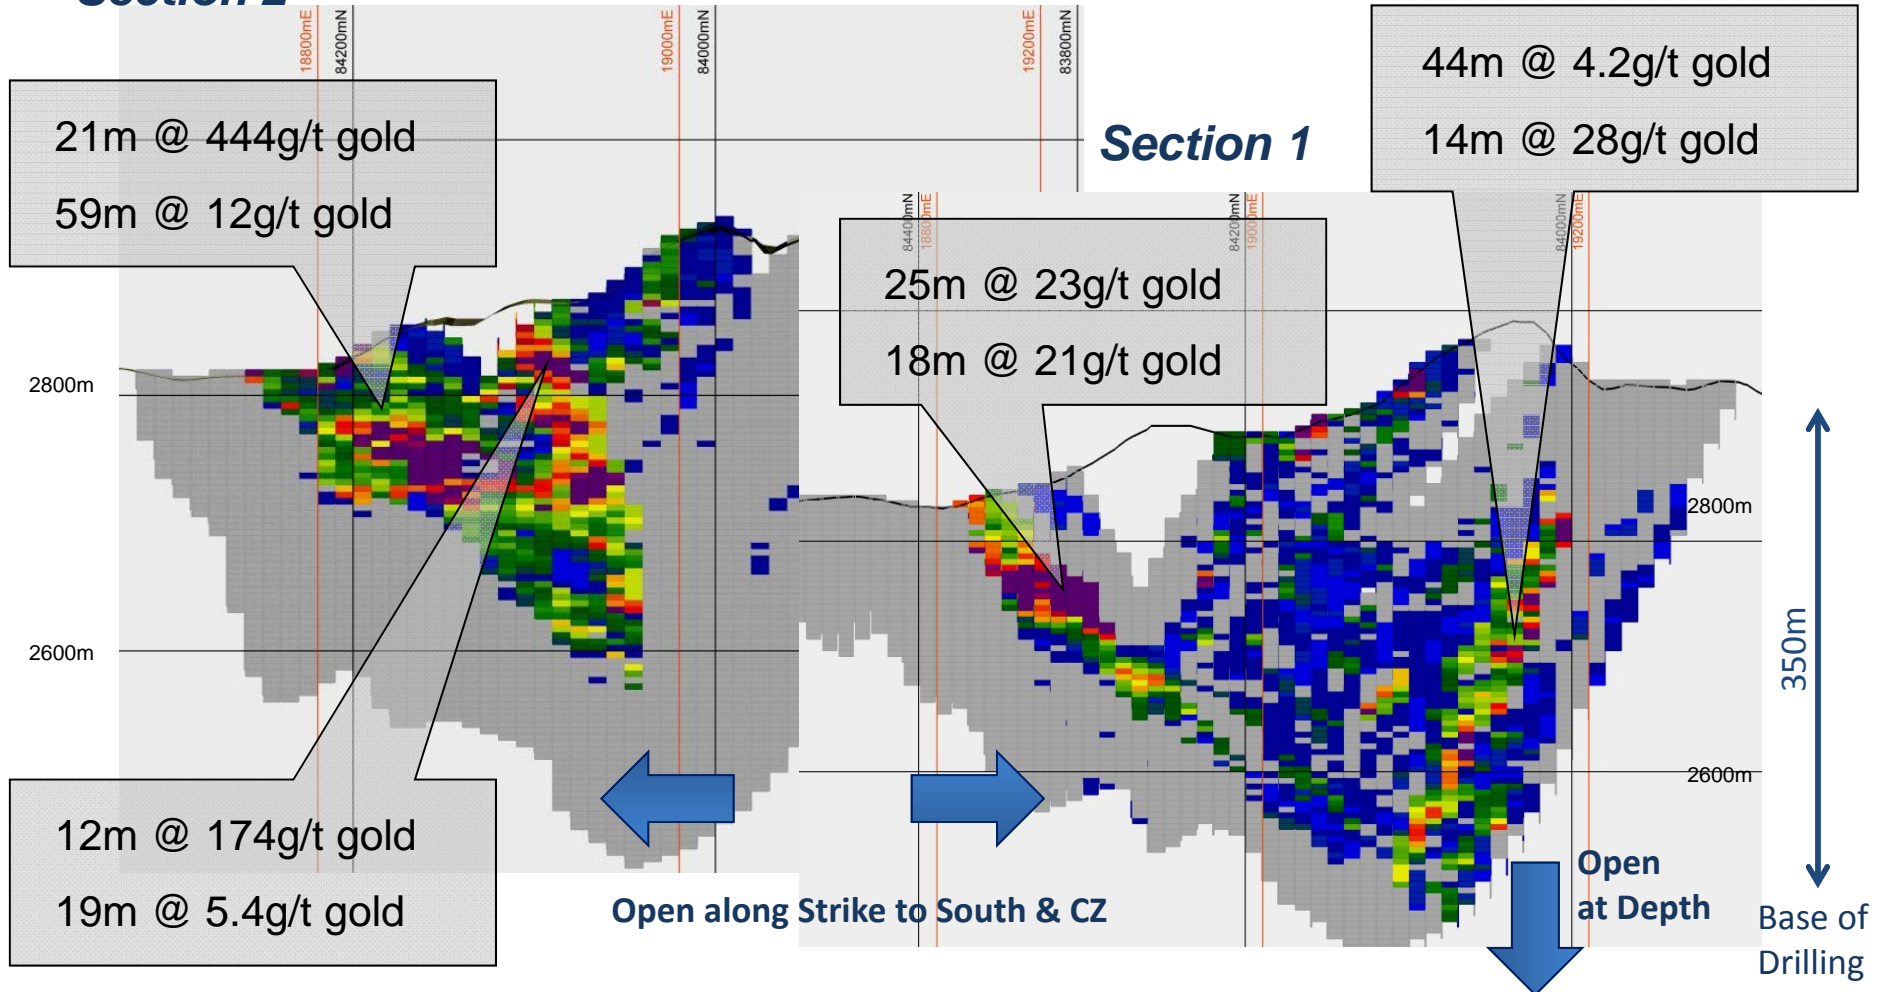 Section 2
18800mE
84200mN
19000mE
84000mN
19200mE
83800mN
21m @ 444g/t gold
59m @ 12g/t gold
2800m
2600m
12m @ 174g/t gold
19m @ 5.4g/t gold
Section 1
44m @ 4.2g/t gold
14m @ 28g/t gold
84400mN
18800mE
84200mN
19000mE
84000mN
19200mE
25m @ 23g/t gold
18m @ 21g/t gold
2800m
2600m
350m
Open along Strike to South & CZ
Open
at Depth
Base of
Drilling